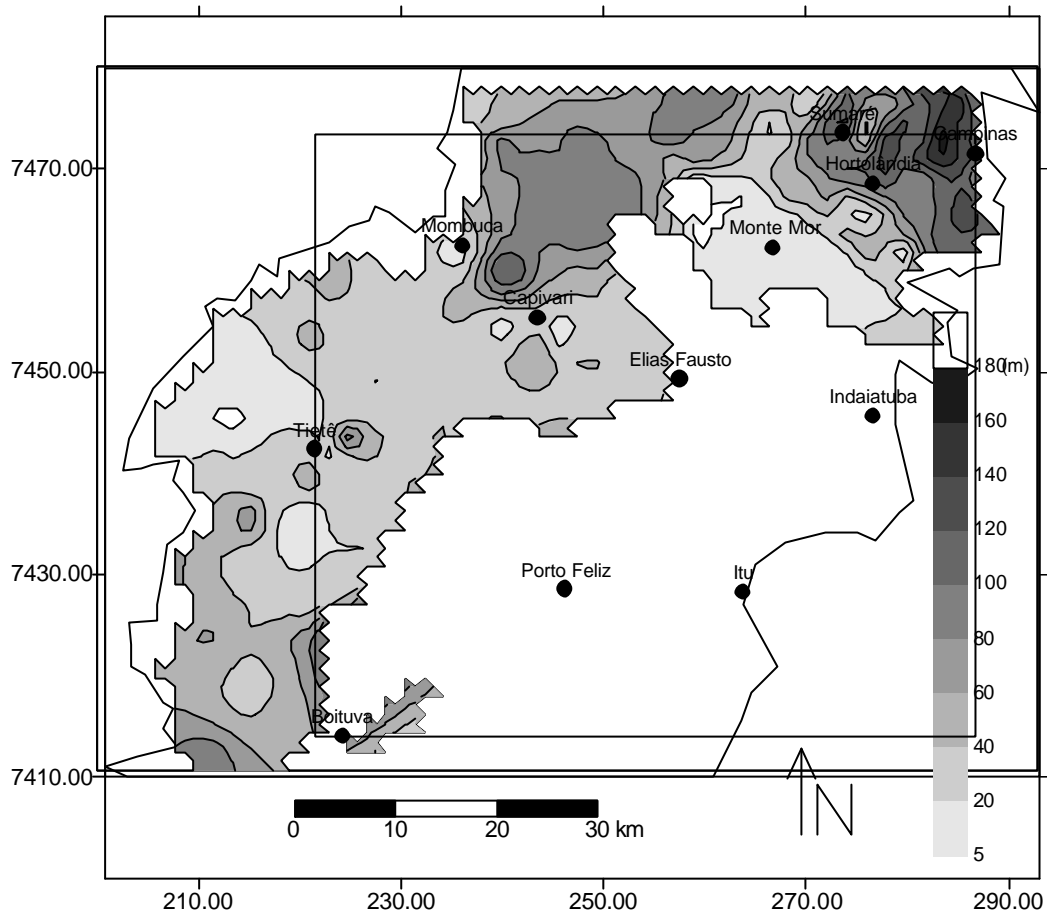 Sumaré
Campinas
7470.00
Hortolândia
Mombuca
Monte Mor
Capivari
7450.00
Elias Fausto
180(m)
Indaiatuba
160
Tietê
140
120
7430.00
Porto Feliz
Itu
100
80
60
Boituva
40
7410.00
20
N
0 10 20 30 km
5
210.00 230.00 250.00 270.00 290.00